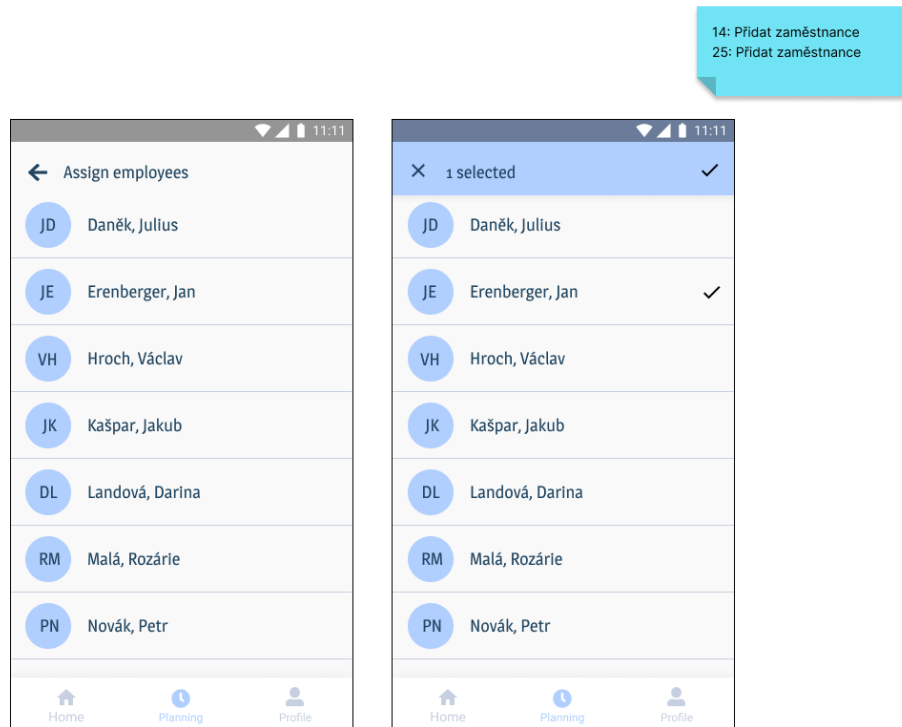 14: Přidat zaměstnance
25: Přidat zaměstnance
11:11
Assign employees
JD Daněk, Julius
JE Erenberger, Jan
VH Hroch, Václav
JK Kašpar, Jakub
DL Landová, Darina
RM Malá, Rozárie
PN Novák, Petr
Home Planning Profile
11:11
1 selected
JD Daněk, Julius
JE Erenberger, Jan
VH Hroch, Václav
JK Kašpar, Jakub
DL Landová, Darina
RM Malá, Rozárie
PN Novák, Petr
Home Planning Profile